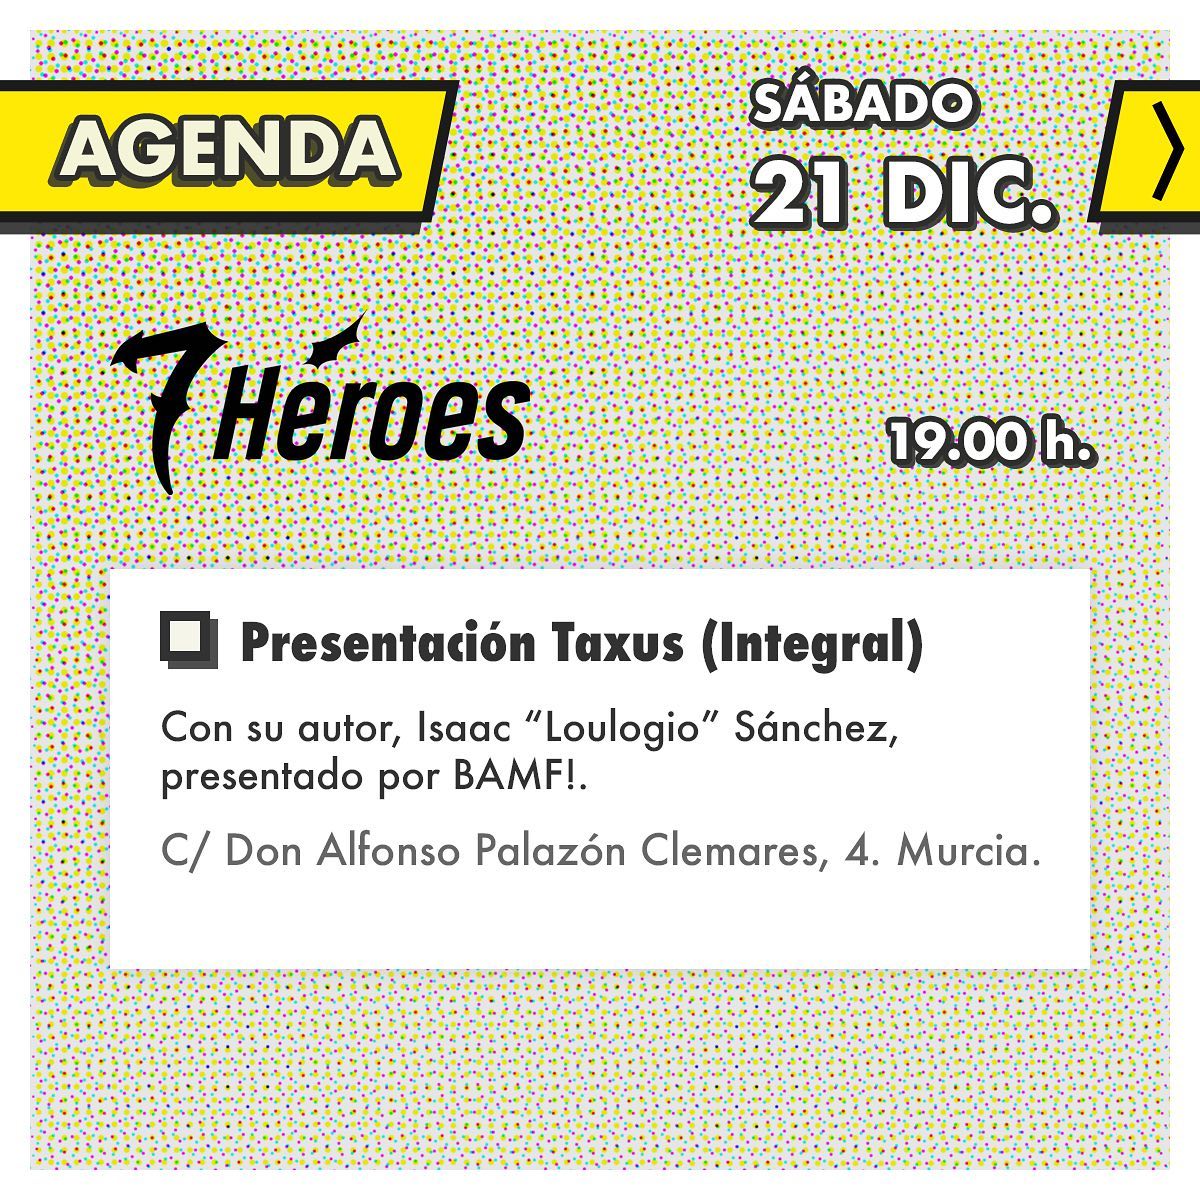 AGENDA
SÁBADO
21 DIC.
7 Héroes
19.00 h.
Presentación Taxus (Integral)
Con su autor, Isaac “Loulogio” Sánchez,
presentado por BAMF!.
C/ Don Alfonso Palazón Clemares, 4. Murcia.